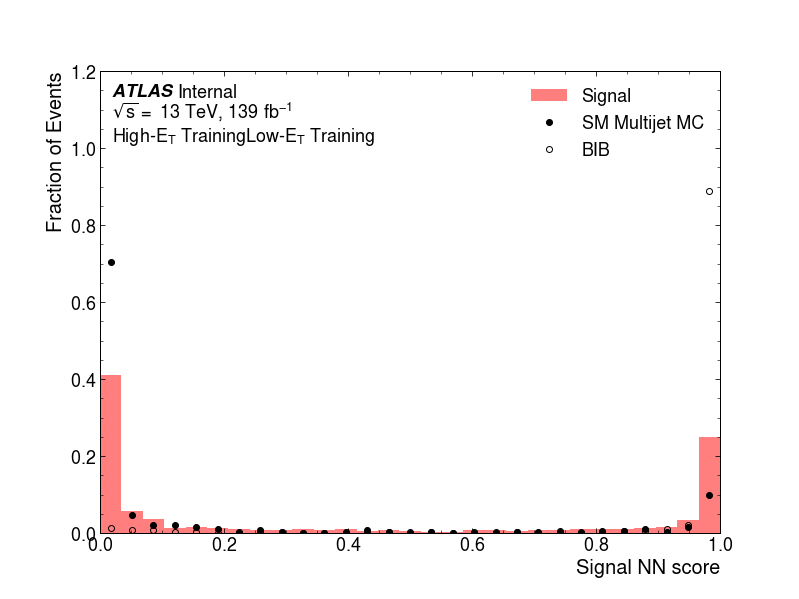 ATLAS Internal
√s = 13 TeV, 139 fb⁻¹
High-E_T TrainingLow-E_T Training
Signal
SM Multijet MC
BIB
Fraction of Events
1.2
1.0
0.8
0.6
0.4
0.2
0.0
0.0 0.2 0.4 0.6 0.8 1.0
Signal NN score